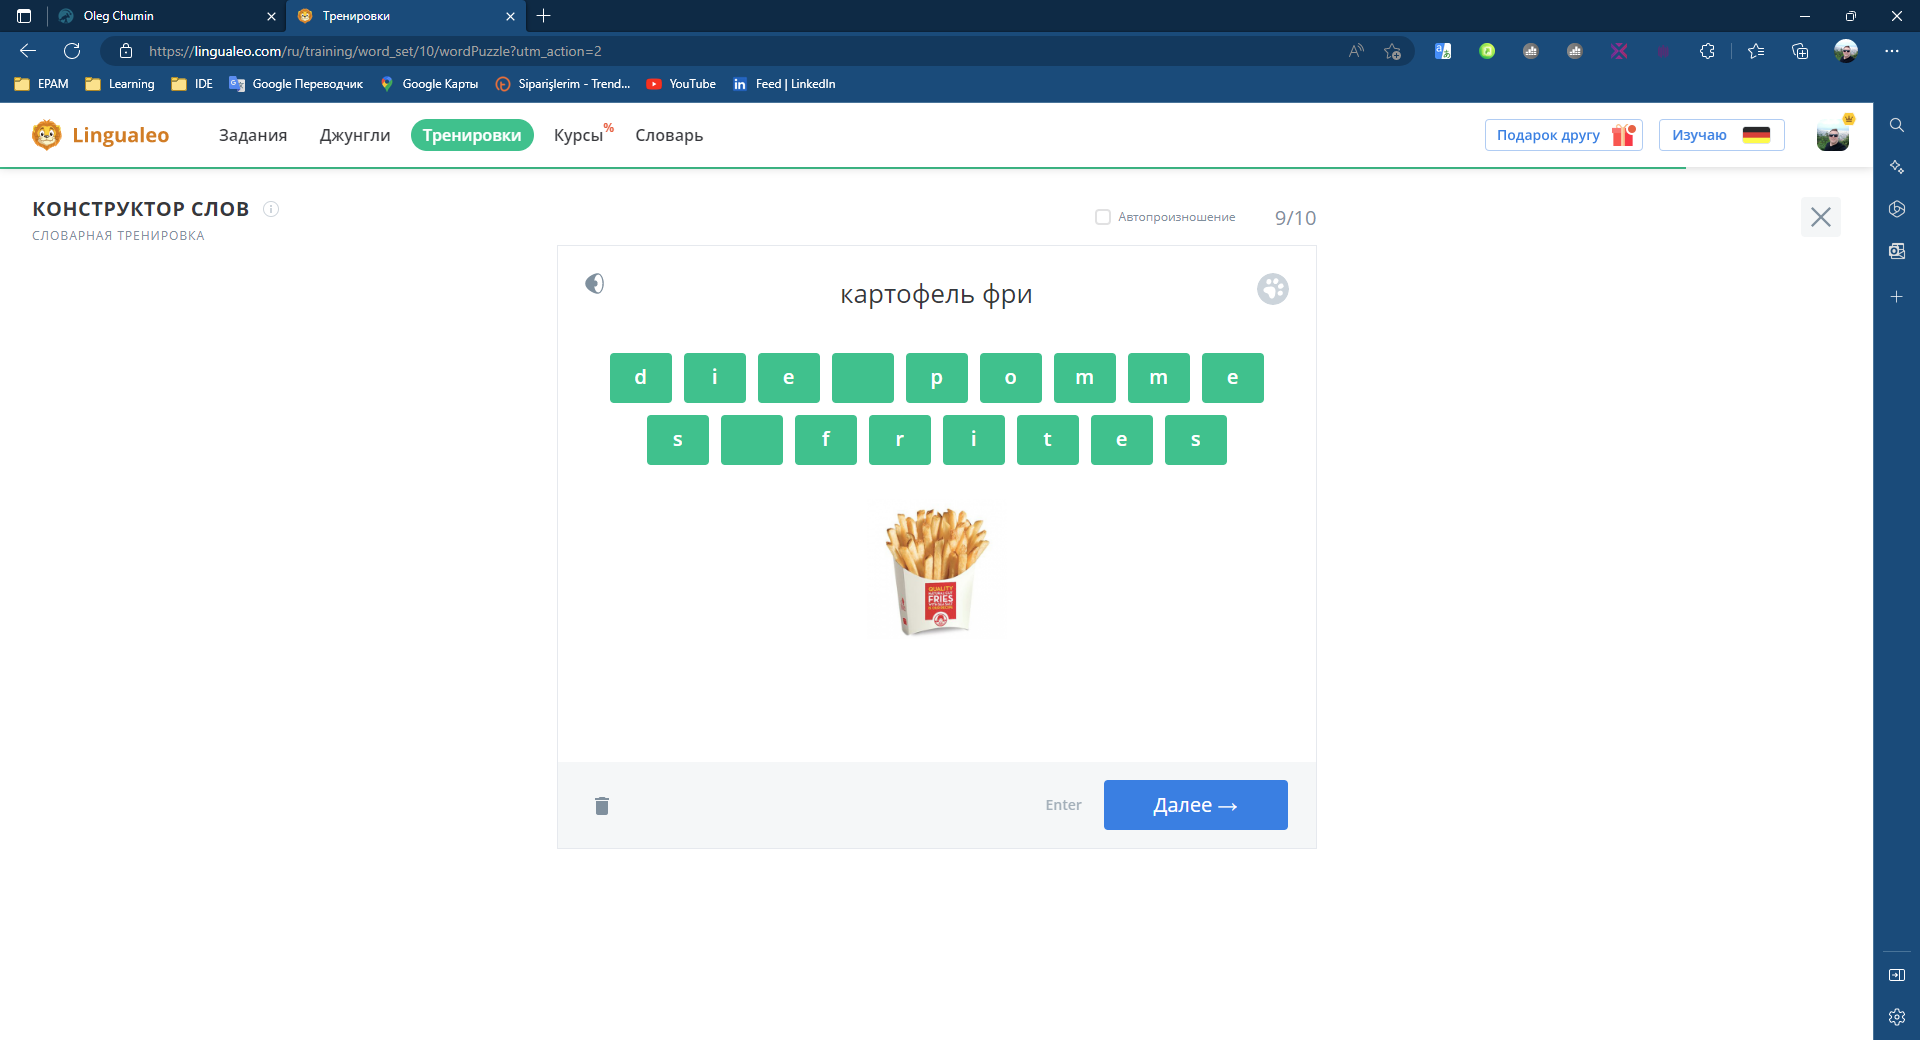 Oleg Chumin
Тренировки
https://lingualeo.com/ru/training/word_set/10/wordPuzzle?utm_action=2
EPAM Learning IDE Google Переводчик Google Карты Siparişlerim - Trend... YouTube Feed | LinkedIn
Lingualeo Задания Джунгли Тренировки Курсы% Словарь Подарок другу Изучаю
КОНСТРУКТОР СЛОВ
СЛОВАРНАЯ ТРЕНИРОВКА
Автопроизношение 9/10
картофель фри
d i e p o m m e
s f r i t e s
QUALITY
FRIES
Enter Далее →